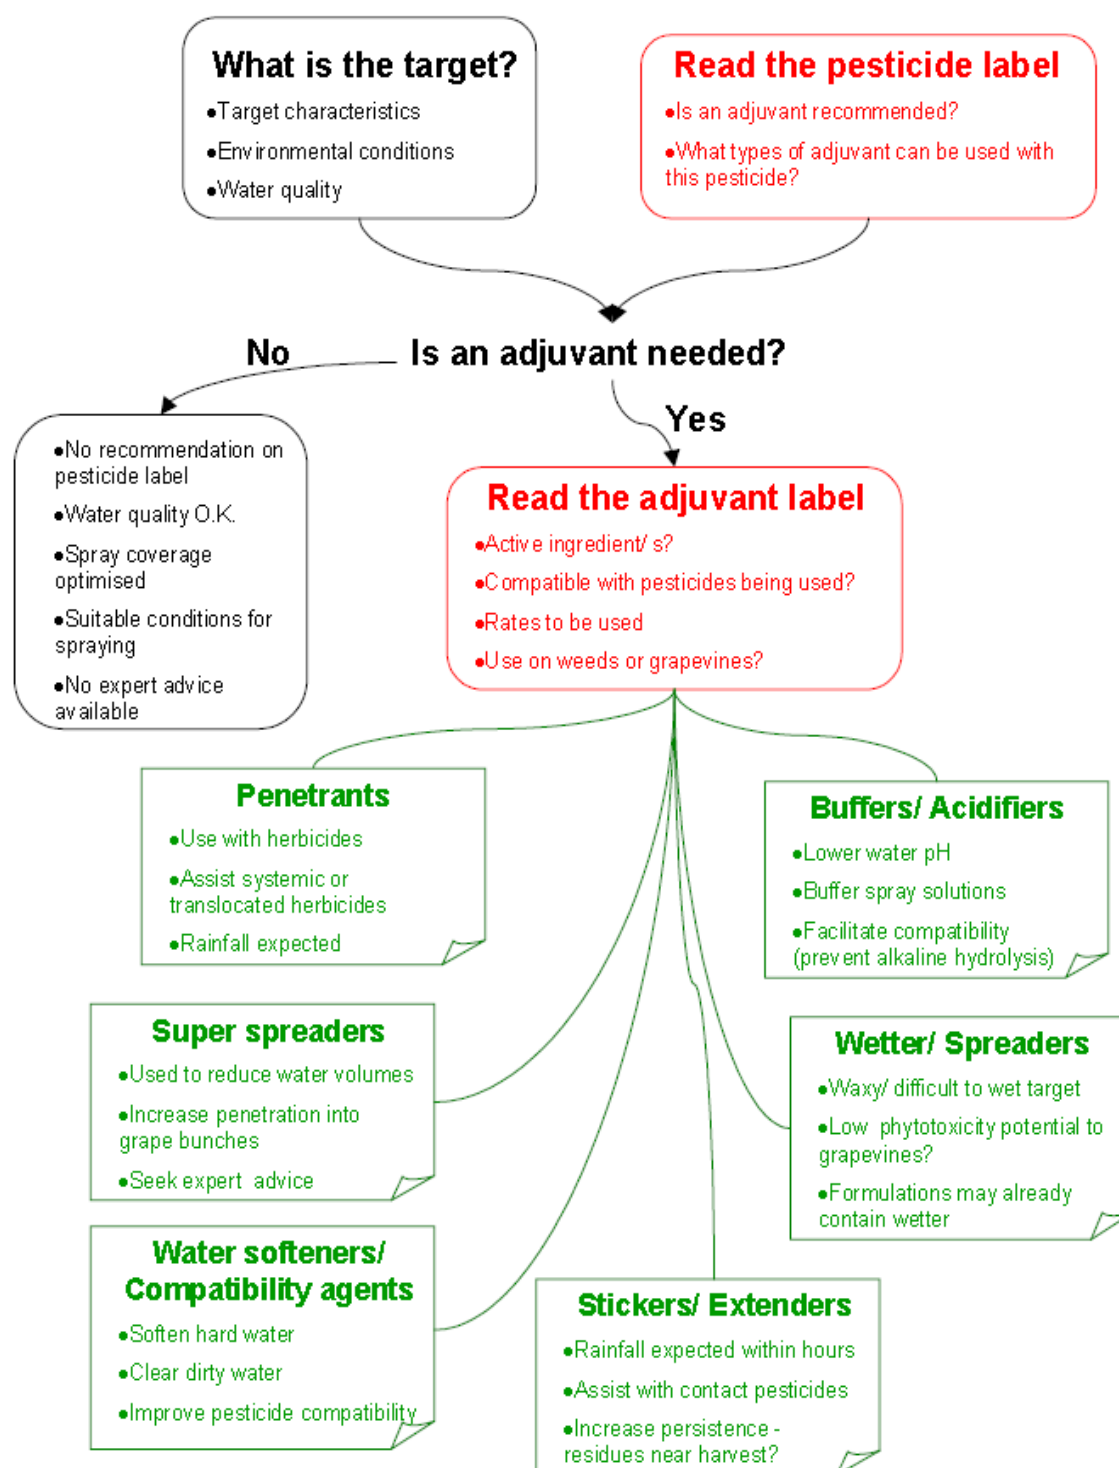 What is the target?
●Target characteristics
●Environmental conditions
●Water quality
Read the pesticide label
●Is an adjuvant recommended?
●What types of adjuvant can be used with
this pesticide?
No
Is an adjuvant needed?
Yes
●No recommendation on
pesticide label
●Water quality O.K.
●Spray coverage
optimised
●Suitable conditions for
spraying
●No expert advice
available
Read the adjuvant label
●Active ingredient/ s?
●Compatible with pesticides being used?
●Rates to be used
●Use on weeds or grapevines?
Penetrants
●Use with herbicides
●Assist systemic or
translocated herbicides
●Rainfall expected
Buffers/ Acidifiers
●Lower water pH
●Buffer spray solutions
●Facilitate compatibility
(prevent alkaline hydrolysis)
Super spreaders
●Used to reduce water volumes
●Increase penetration into
grape bunches
●Seek expert advice
Wetter/ Spreaders
●Waxy/ difficult to wet target
●Low phytotoxicity potential to
grapevines?
●Formulations may already
contain wetter
Water softeners/
Compatibility agents
●Soften hard water
●Clear dirty water
●Improve pesticide compatibility
Stickers/ Extenders
●Rainfall expected within hours
●Assist with contact pesticides
●Increase persistence -
residues near harvest?